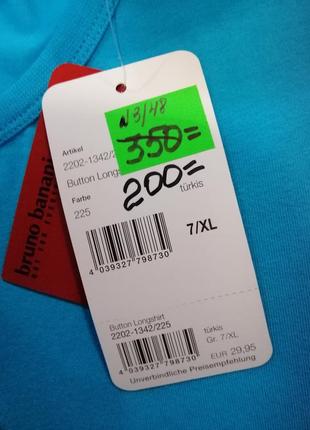 N3/48
350=
200=
Artikel
2202-1342/2
Button Longs
Farbe
225
türkis
7/XL
4 039327 798730
bruno banani
Button Longshirt
2202-1342/225
türkis
Gr. 7/XL
4 039327 798730
EUR 29,95
Unverbindliche Preisempfehlung